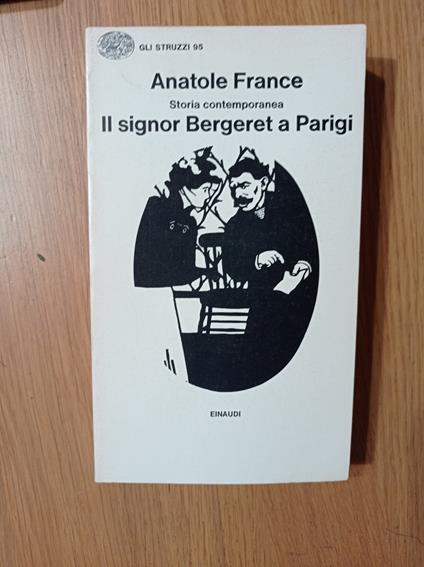 GLI STRUZZI 95
Anatole France
Storia contemporanea
Il signor Bergeret a Parigi
EINAUDI